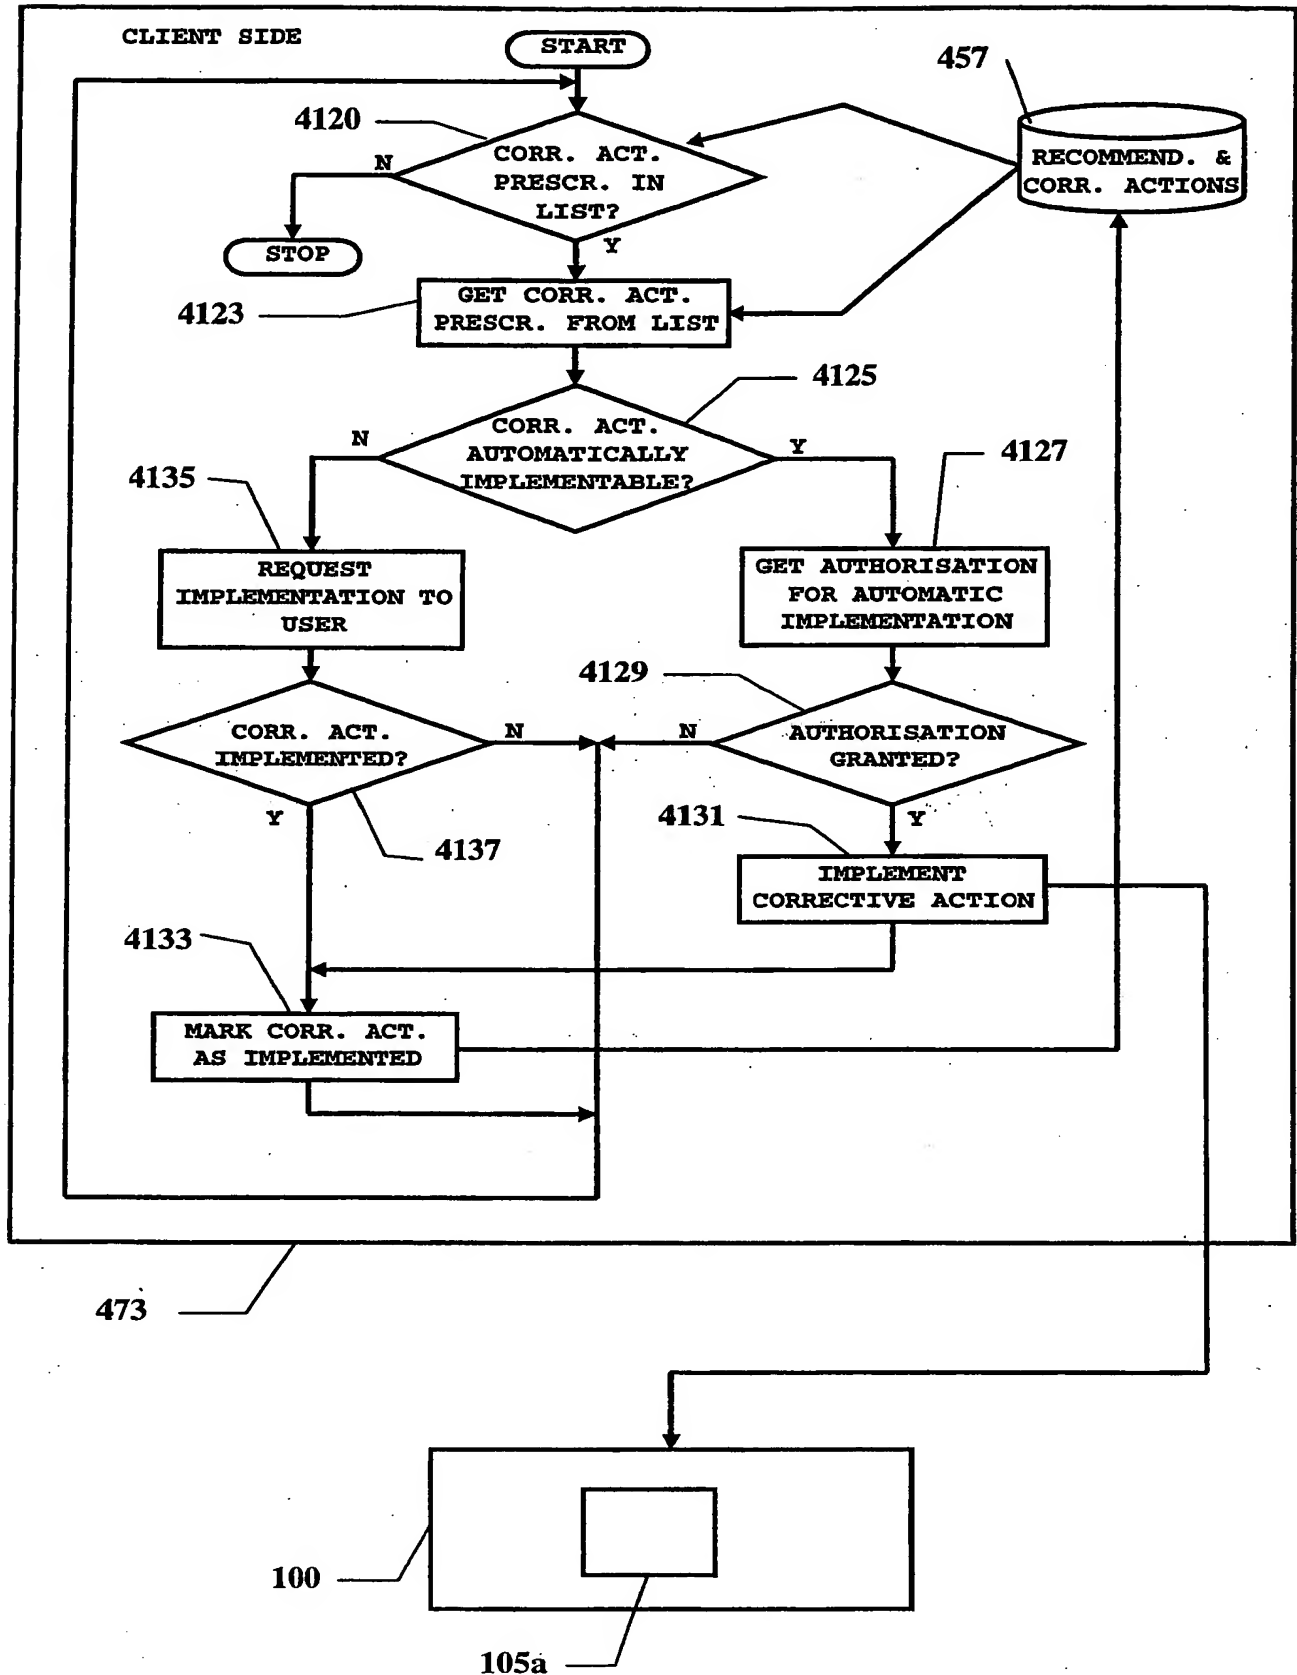 CLIENT SIDE
START
457
4120
CORR. ACT.
PRESCR. IN
LIST?
N
RECOMMEND. &
CORR. ACTIONS
STOP
Y
4123
GET CORR. ACT.
PRESCR. FROM LIST
4125
CORR. ACT.
AUTOMATICALLY
IMPLEMENTABLE?
N
Y
4127
4135
REQUEST
IMPLEMENTATION TO
USER
GET AUTHORISATION
FOR AUTOMATIC
IMPLEMENTATION
4129
CORR. ACT.
IMPLEMENTED?
N
N
AUTHORISATION
GRANTED?
Y
4137
4131
Y
IMPLEMENT
CORRECTIVE ACTION
4133
MARK CORR. ACT.
AS IMPLEMENTED
473
100
105a